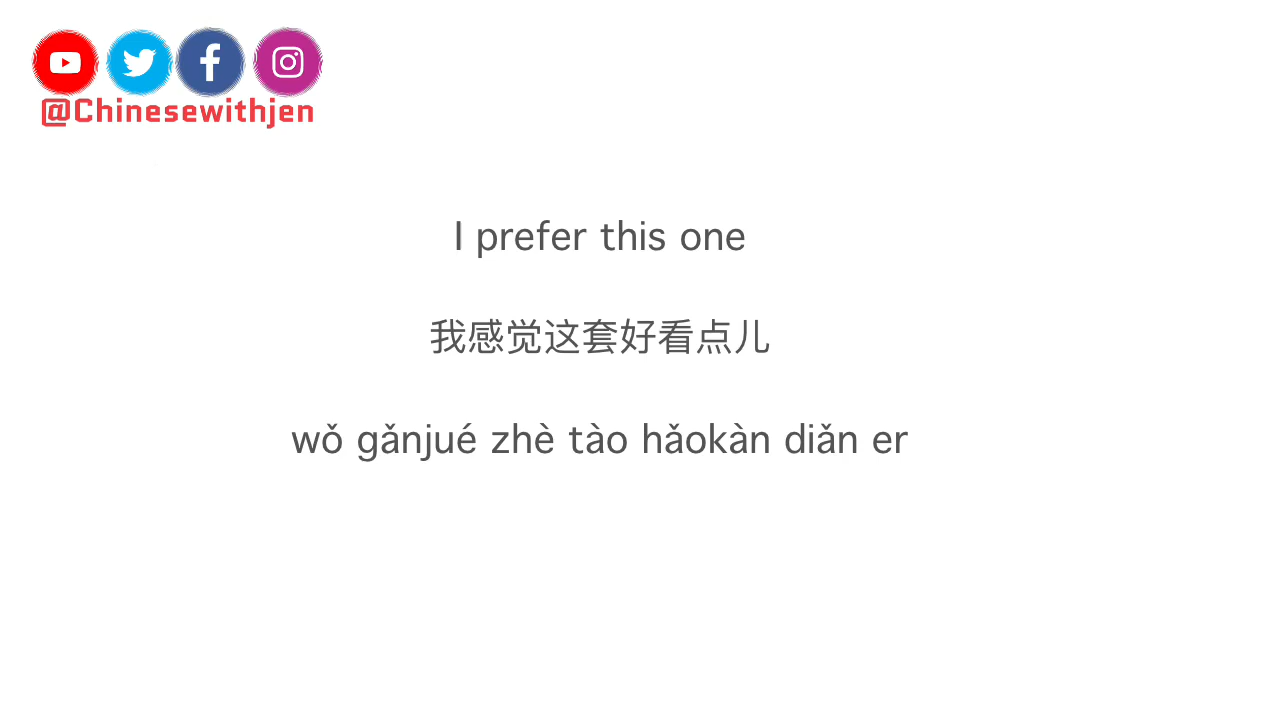 @Chinesewithjen
I prefer this one
我感觉这套好看点儿
wǒ gǎnjué zhè tào hǎokàn diǎn er